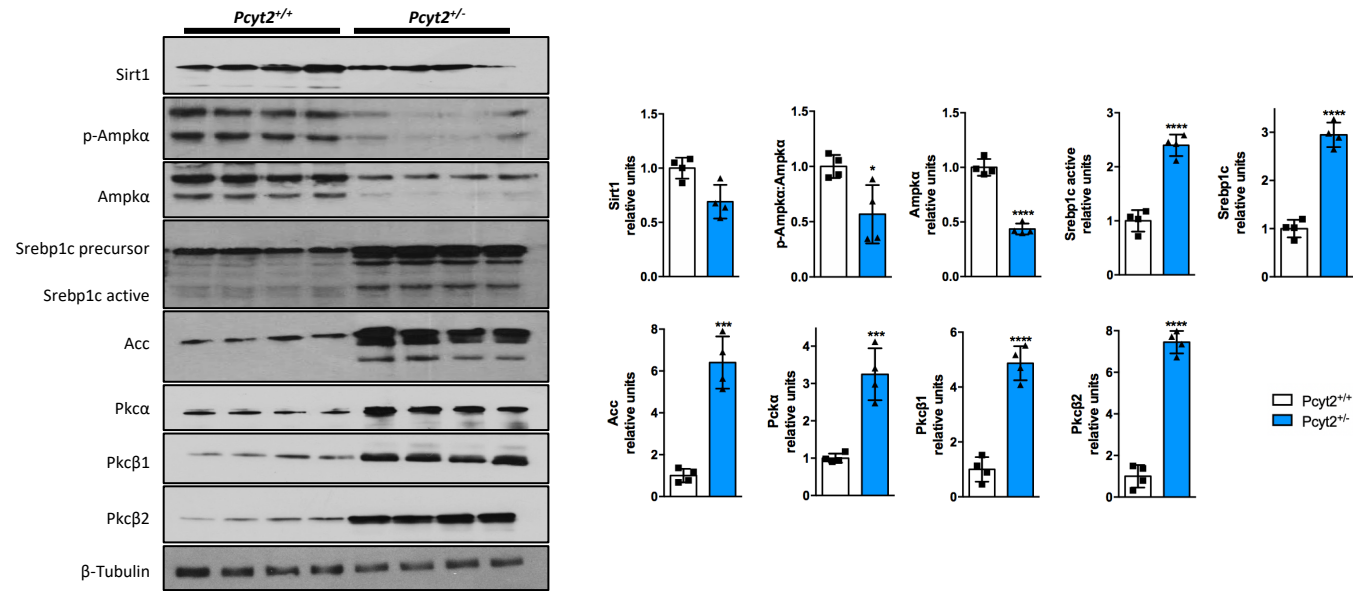 Pcyt2+/+ Pcyt2+/-
Sirt1
p-Ampkα
Ampkα
Srebp1c precursor
Srebp1c active
Acc
Pkcα
Pkcβ1
Pkcβ2
β-Tubulin
Sirt1
relative units
1.5
1.0
0.5
0.0
p-Ampkα:Ampkα
relative units
1.5
1.0
0.5
0.0
*
Ampkα
relative units
1.5
1.0
0.5
0.0
****
Srebp1c active
relative units
3
2
1
0
****
Srebp1c
relative units
3
2
1
0
****
Acc
relative units
8
6
4
2
0
***
Pckα
relative units
5
4
3
2
1
0
***
Pkcβ1
relative units
6
4
2
0
****
Pkcβ2
relative units
8
6
4
2
0
****
Pcyt2+/+
Pcyt2+/-